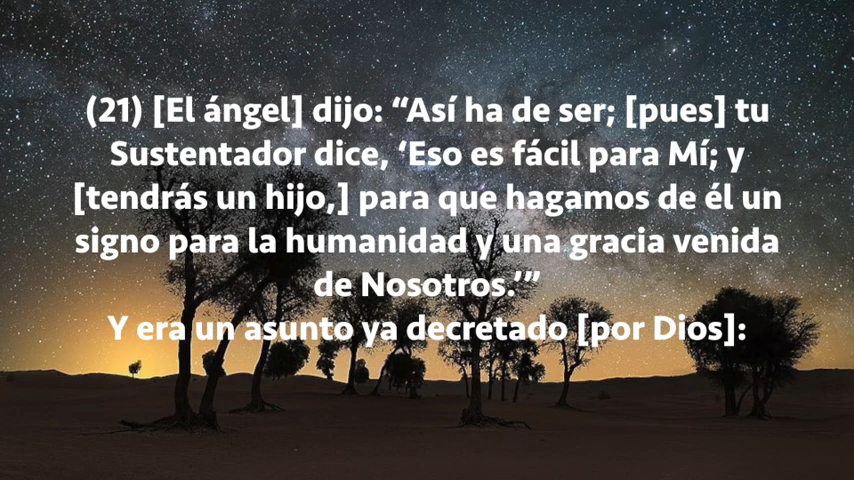 (21) [El ángel] dijo: “Así ha de ser; [pues] tu
Sustentador dice, ‘Eso es fácil para Mí; y
[tendrás un hijo,] para que hagamos de él un
signo para la humanidad y una gracia venida
de Nosotros.’”
Y era un asunto ya decretado [por Dios]: